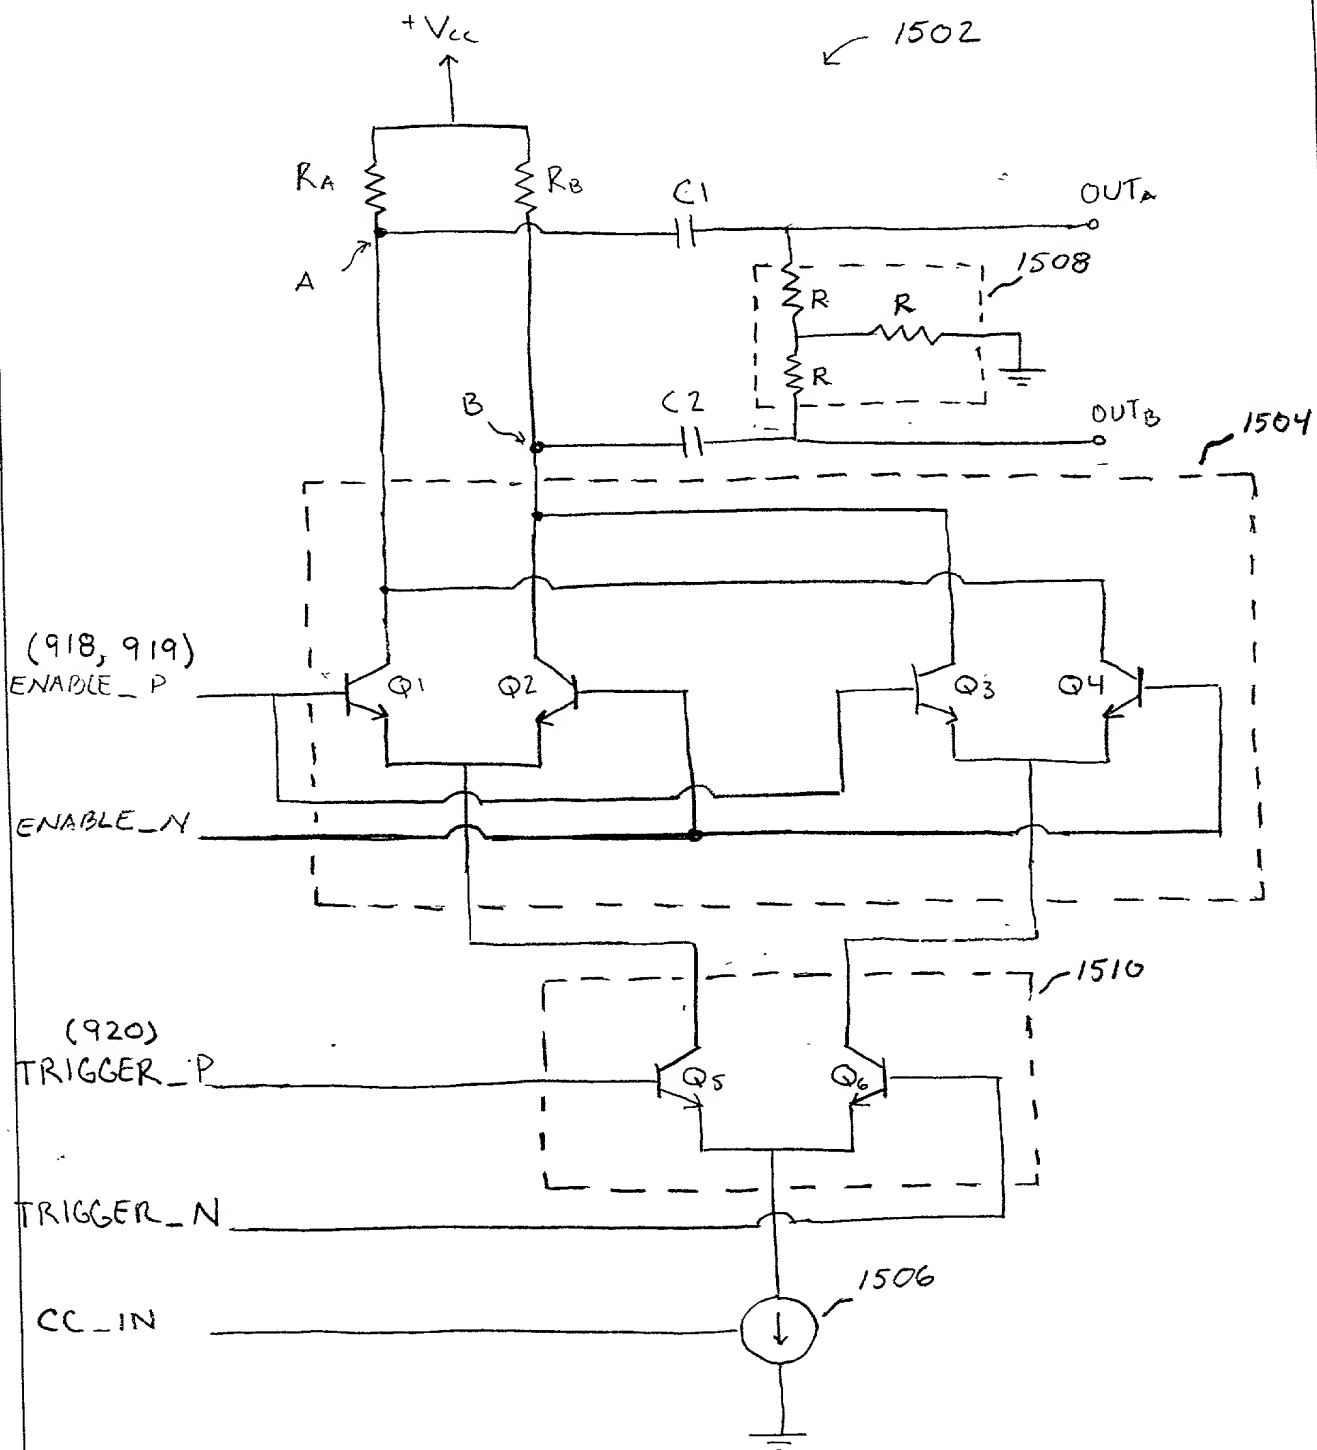 +Vcc
1502
RA
RB
C1
OUTA
A
1508
R
R
R
B
C2
OUTB
1504
(918, 919)
ENABLE_P
Q1
Q2
Q3
Q4
ENABLE_N
1510
(920)
TRIGGER_P
Q5
Q6
TRIGGER_N
1506
CC_IN